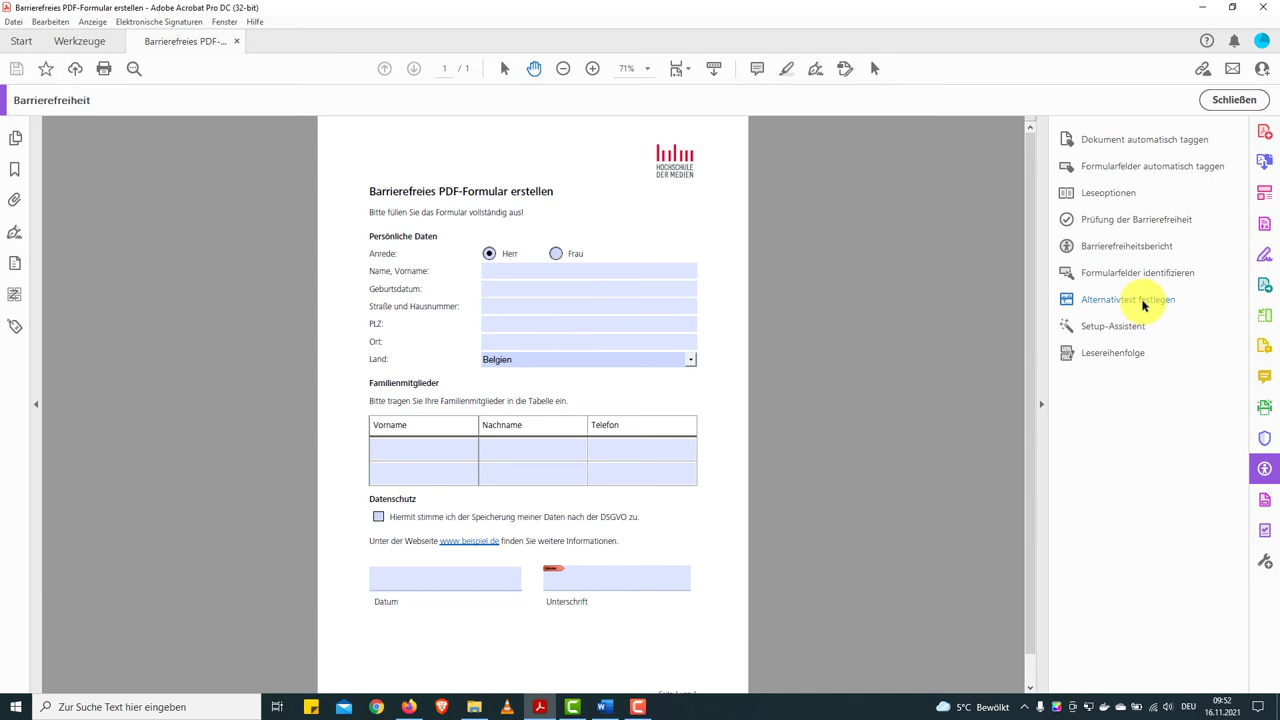 Barrierefreies PDF-Formular erstellen - Adobe Acrobat Pro DC (32-bit)
Datei Bearbeiten Anzeige Elektronische Signaturen Fenster Hilfe
Start Werkzeuge Barrierefreies PDF-... ×
1 / 1 71%
Barrierefreiheit Schließen
HOCHSCHULE
DER MEDIEN
Barrierefreies PDF-Formular erstellen
Bitte füllen Sie das Formular vollständig aus!
Persönliche Daten
Anrede: Herr Frau
Name, Vorname:
Geburtsdatum:
Straße und Hausnummer:
PLZ:
Ort:
Land: Belgien
Familienmitglieder
Bitte tragen Sie Ihre Familienmitglieder in die Tabelle ein.
Vorname Nachname Telefon
Datenschutz
Hiermit stimme ich der Speicherung meiner Daten nach der DSGVO zu.
Unter der Webseite www.beispiel.de finden Sie weitere Informationen.
Datum Unterschrift
Dokument automatisch taggen
Formularfelder automatisch taggen
Leseoptionen
Prüfung der Barrierefreiheit
Barrierefreiheitsbericht
Formularfelder identifizieren
Alternativtext festlegen
Setup-Assistent
Lesereihenfolge
Zur Suche Text hier eingeben
5°C Bewölkt DEU 09:52
16.11.2021